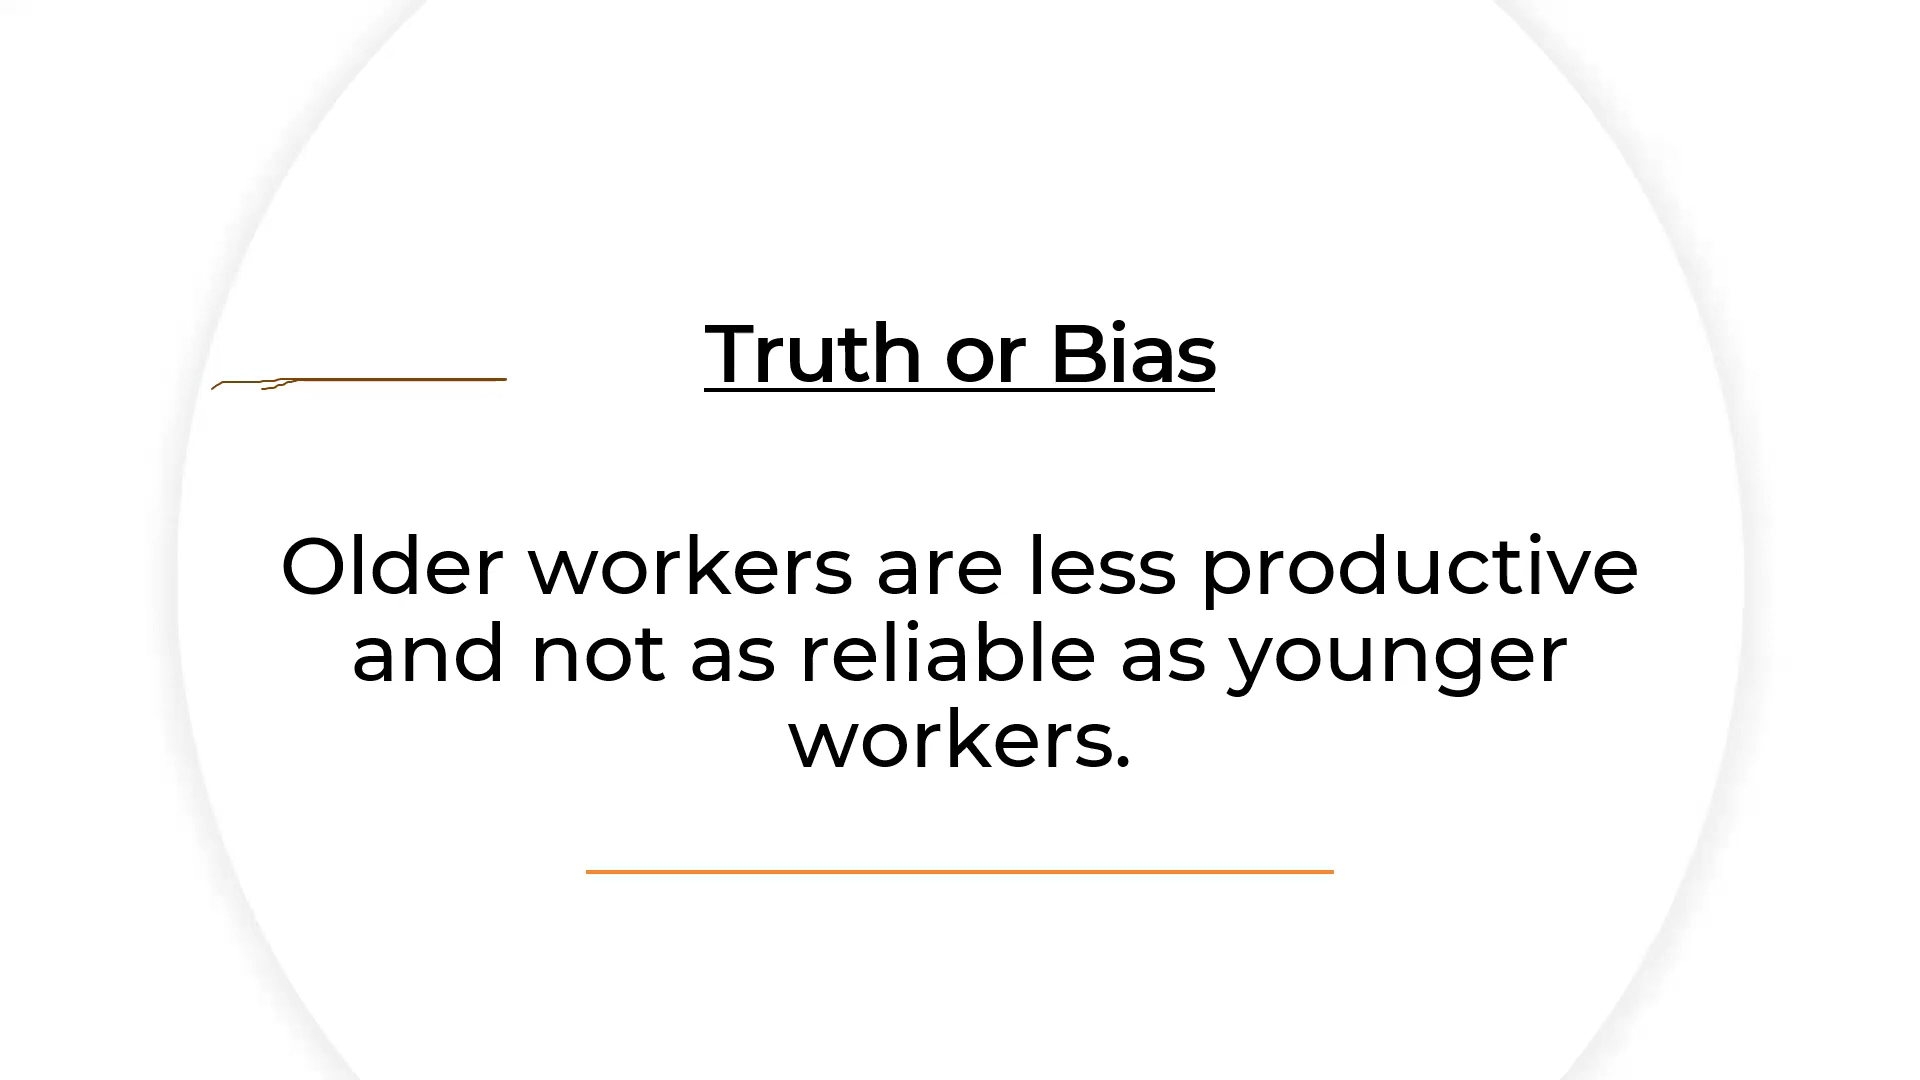 Truth or Bias
Older workers are less productive
and not as reliable as younger
workers.